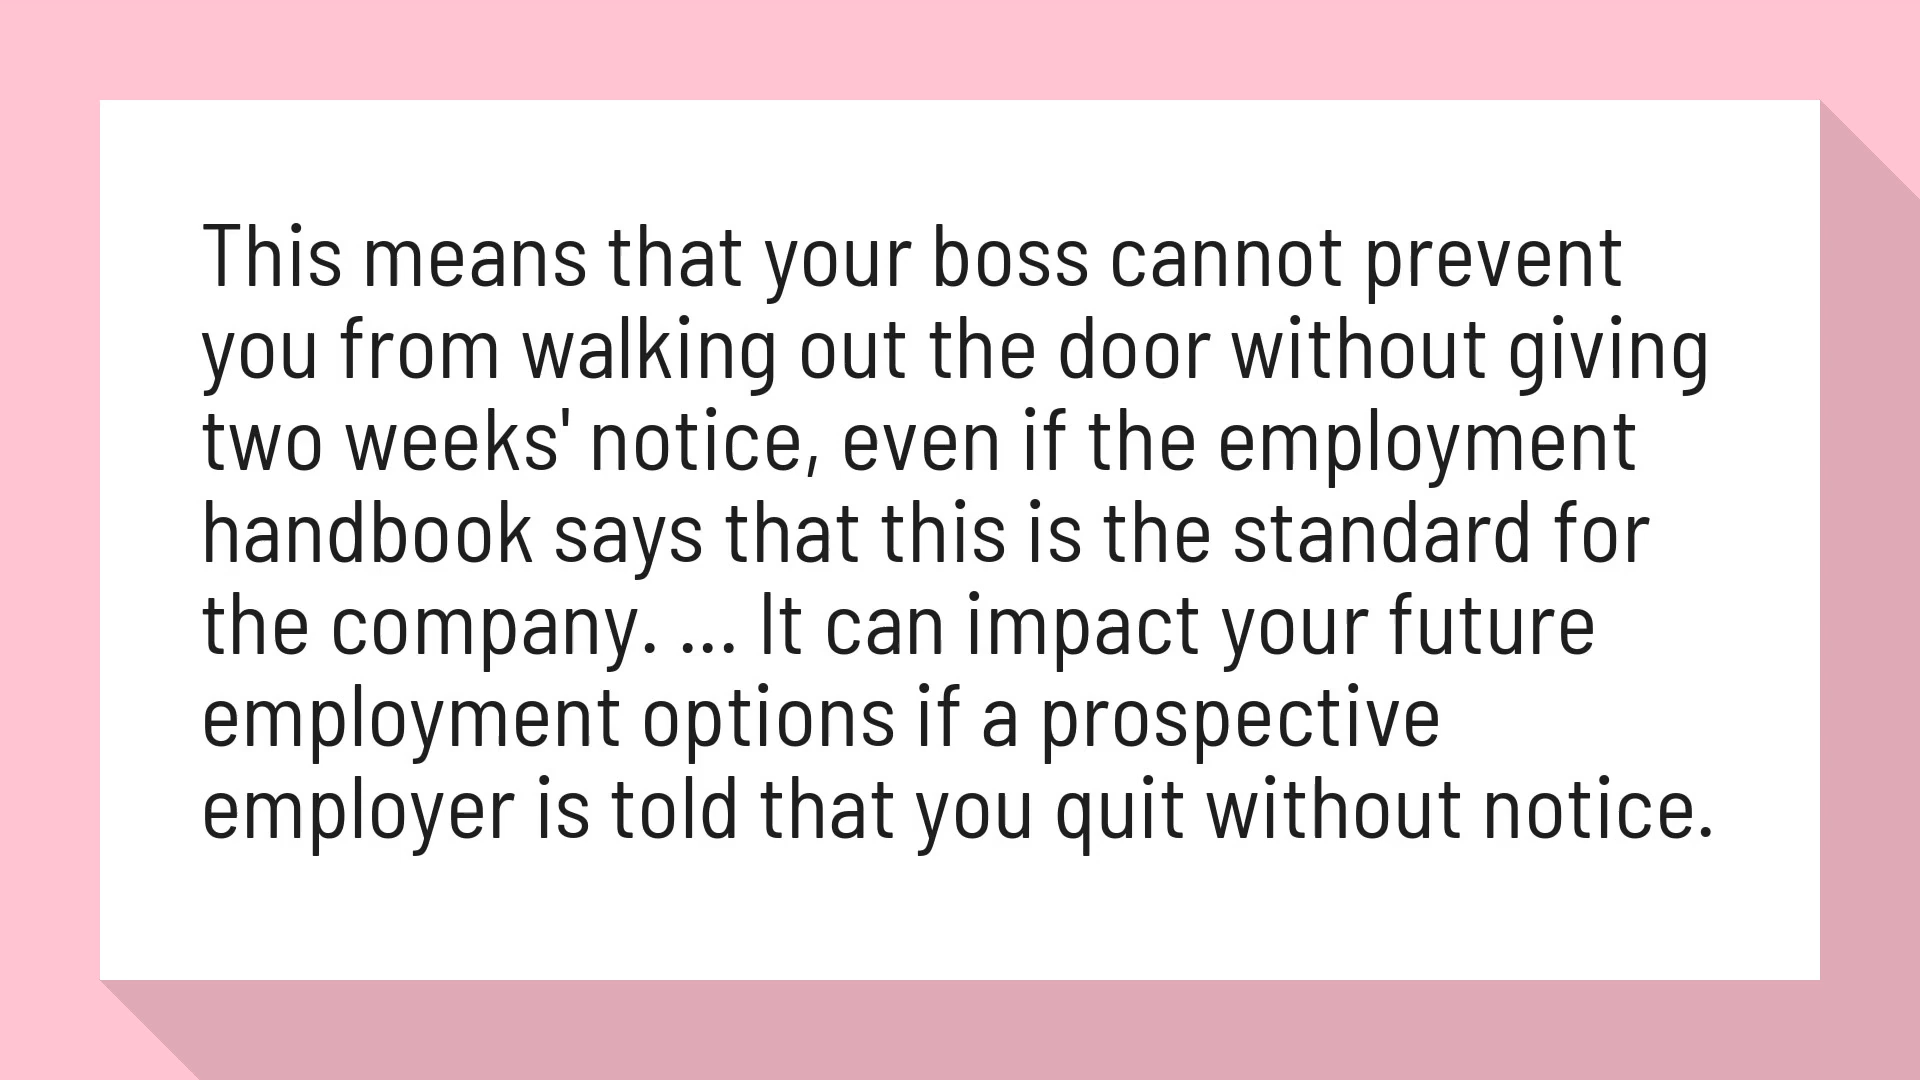 This means that your boss cannot prevent
you from walking out the door without giving
two weeks' notice, even if the employment
handbook says that this is the standard for
the company. ... It can impact your future
employment options if a prospective
employer is told that you quit without notice.